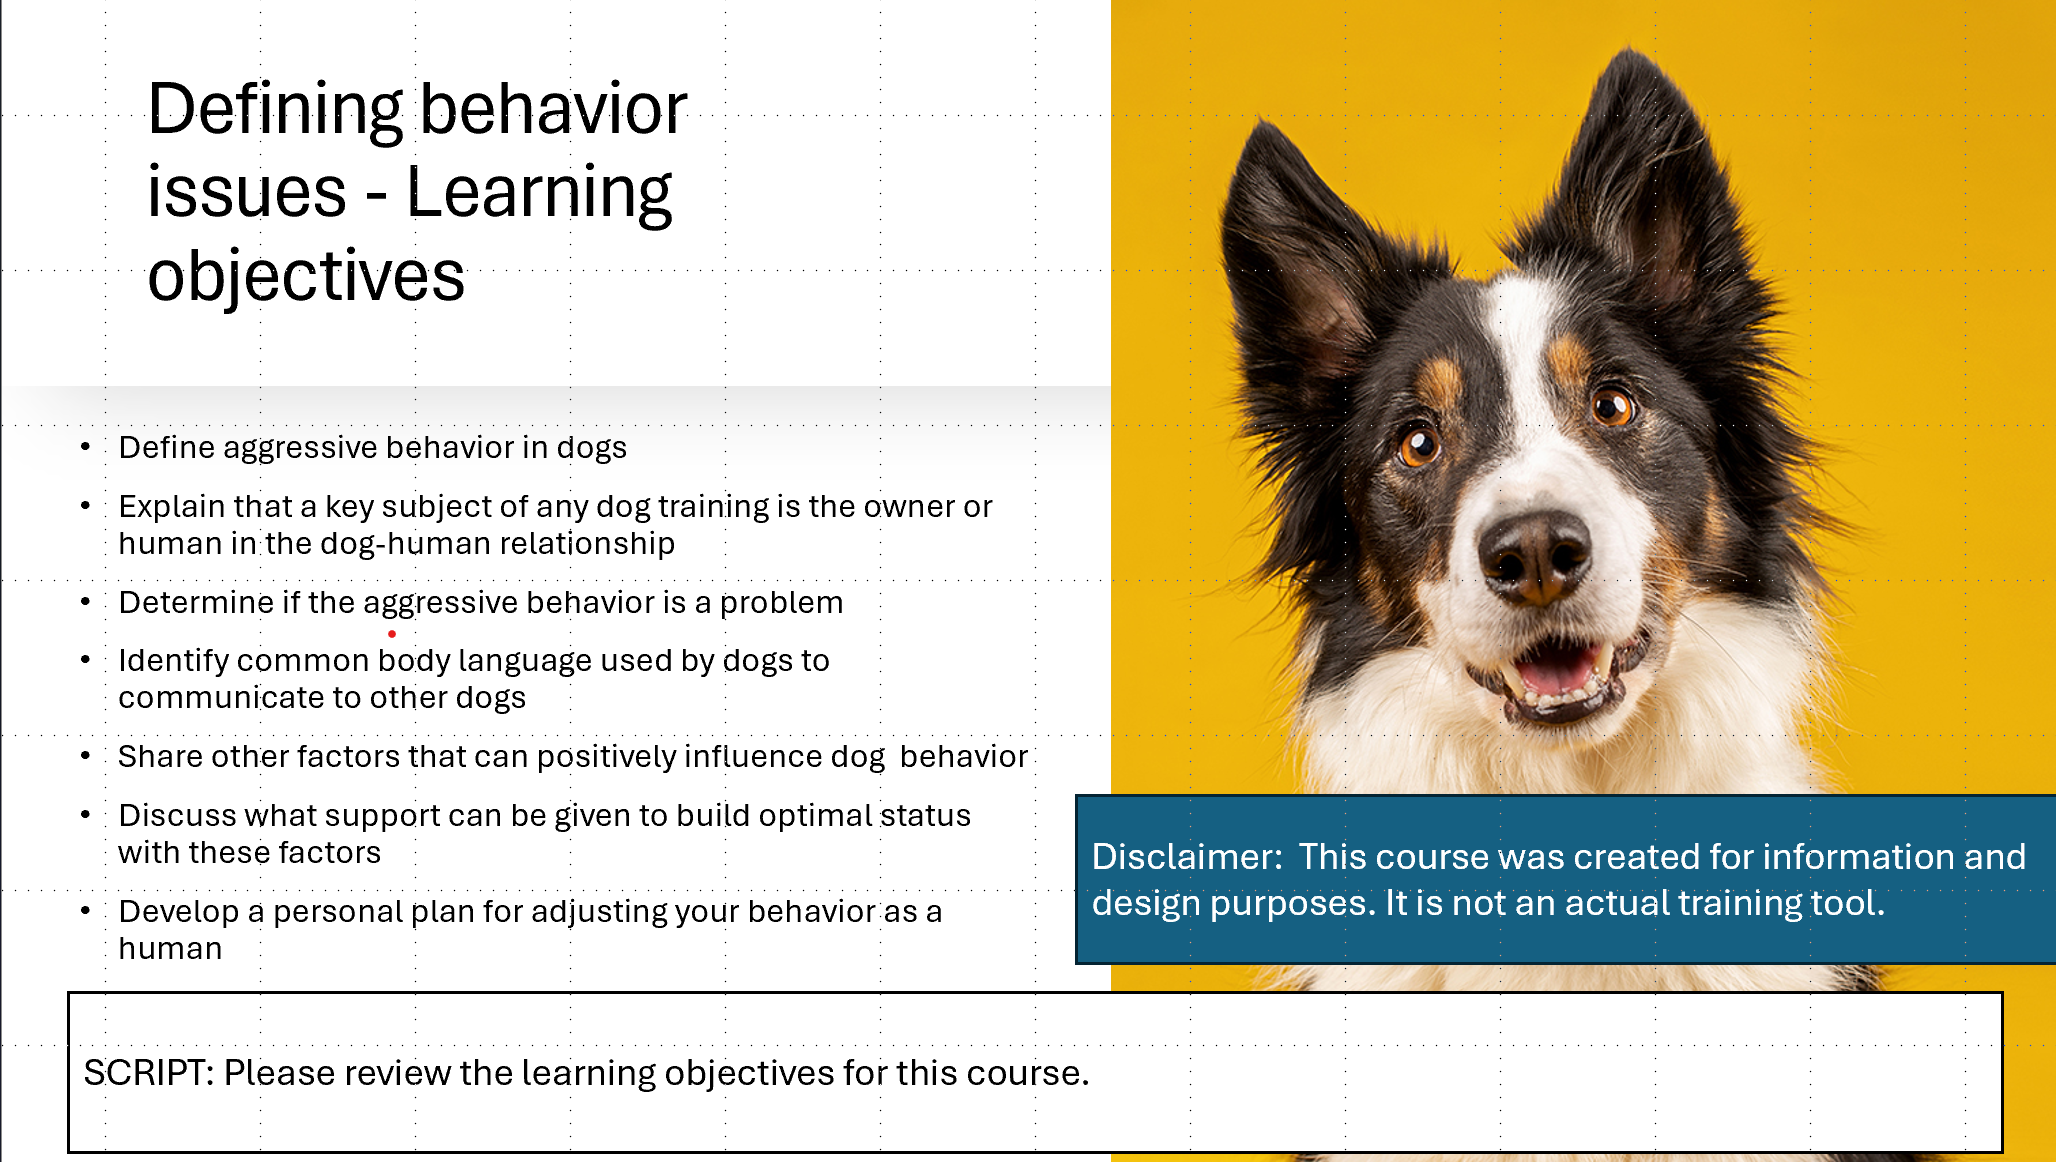 Defining behavior
issues - Learning
objectives
• Define aggressive behavior in dogs
• Explain that a key subject of any dog training is the owner or
human in the dog-human relationship
• Determine if the aggressive behavior is a problem
• Identify common body language used by dogs to
communicate to other dogs
• Share other factors that can positively influence dog  behavior
• Discuss what support can be given to build optimal status
with these factors
• Develop a personal plan for adjusting your behavior as a
human
Disclaimer:  This course was created for information and
design purposes. It is not an actual training tool.
SCRIPT: Please review the learning objectives for this course.